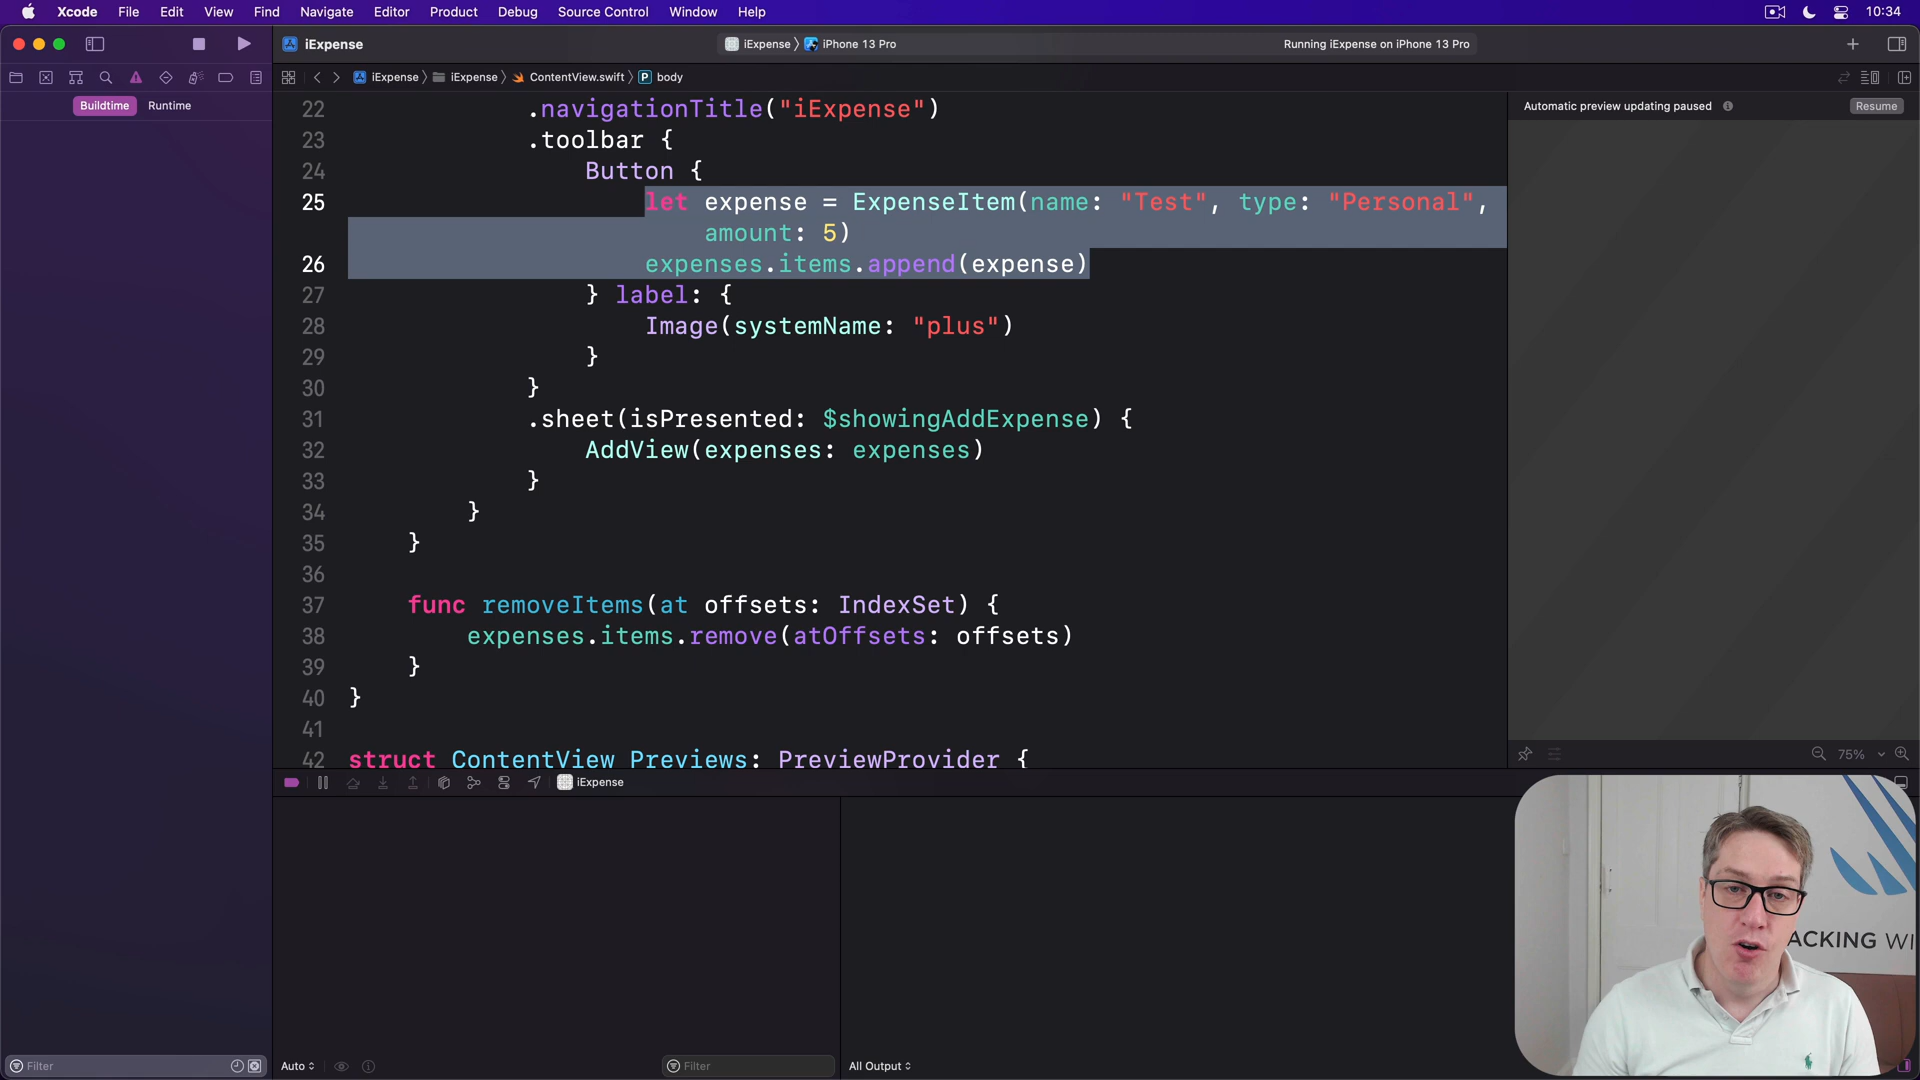 Xcode File Edit View Find Navigate Editor Product Debug Source Control Window Help 10:34
iExpense iExpense iPhone 13 Pro Running iExpense on iPhone 13 Pro
iExpense iExpense ContentView.swift P body
Buildtime Runtime
Automatic preview updating paused Resume
22 .navigationTitle("iExpense")
23 .toolbar {
24 Button {
25 let expense = ExpenseItem(name: "Test", type: "Personal",
amount: 5)
26 expenses.items.append(expense)
27 } label: {
28 Image(systemName: "plus")
29 }
30 }
31 .sheet(isPresented: $showingAddExpense) {
32 AddView(expenses: expenses)
33 }
34 }
35 }
36
37 func removeItems(at offsets: IndexSet) {
38 expenses.items.remove(atOffsets: offsets)
39 }
40 }
41
42 struct ContentView_Previews: PreviewProvider {
75%
iExpense
ACKING WI
Filter Auto Filter All Output